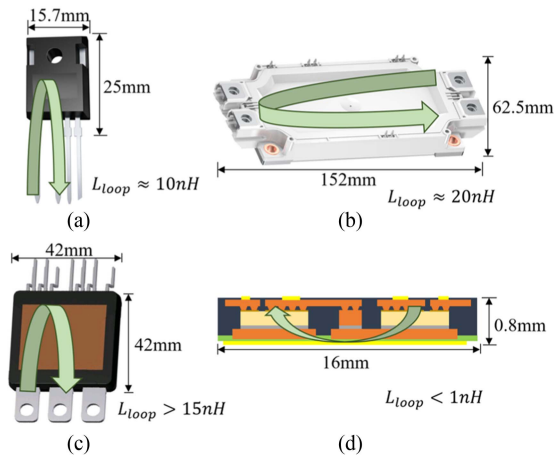 15.7mm
25mm
L_loop ≈ 10nH
(a)
62.5mm
152mm
L_loop ≈ 20nH
(b)
42mm
42mm
L_loop > 15nH
(c)
0.8mm
16mm
L_loop < 1nH
(d)